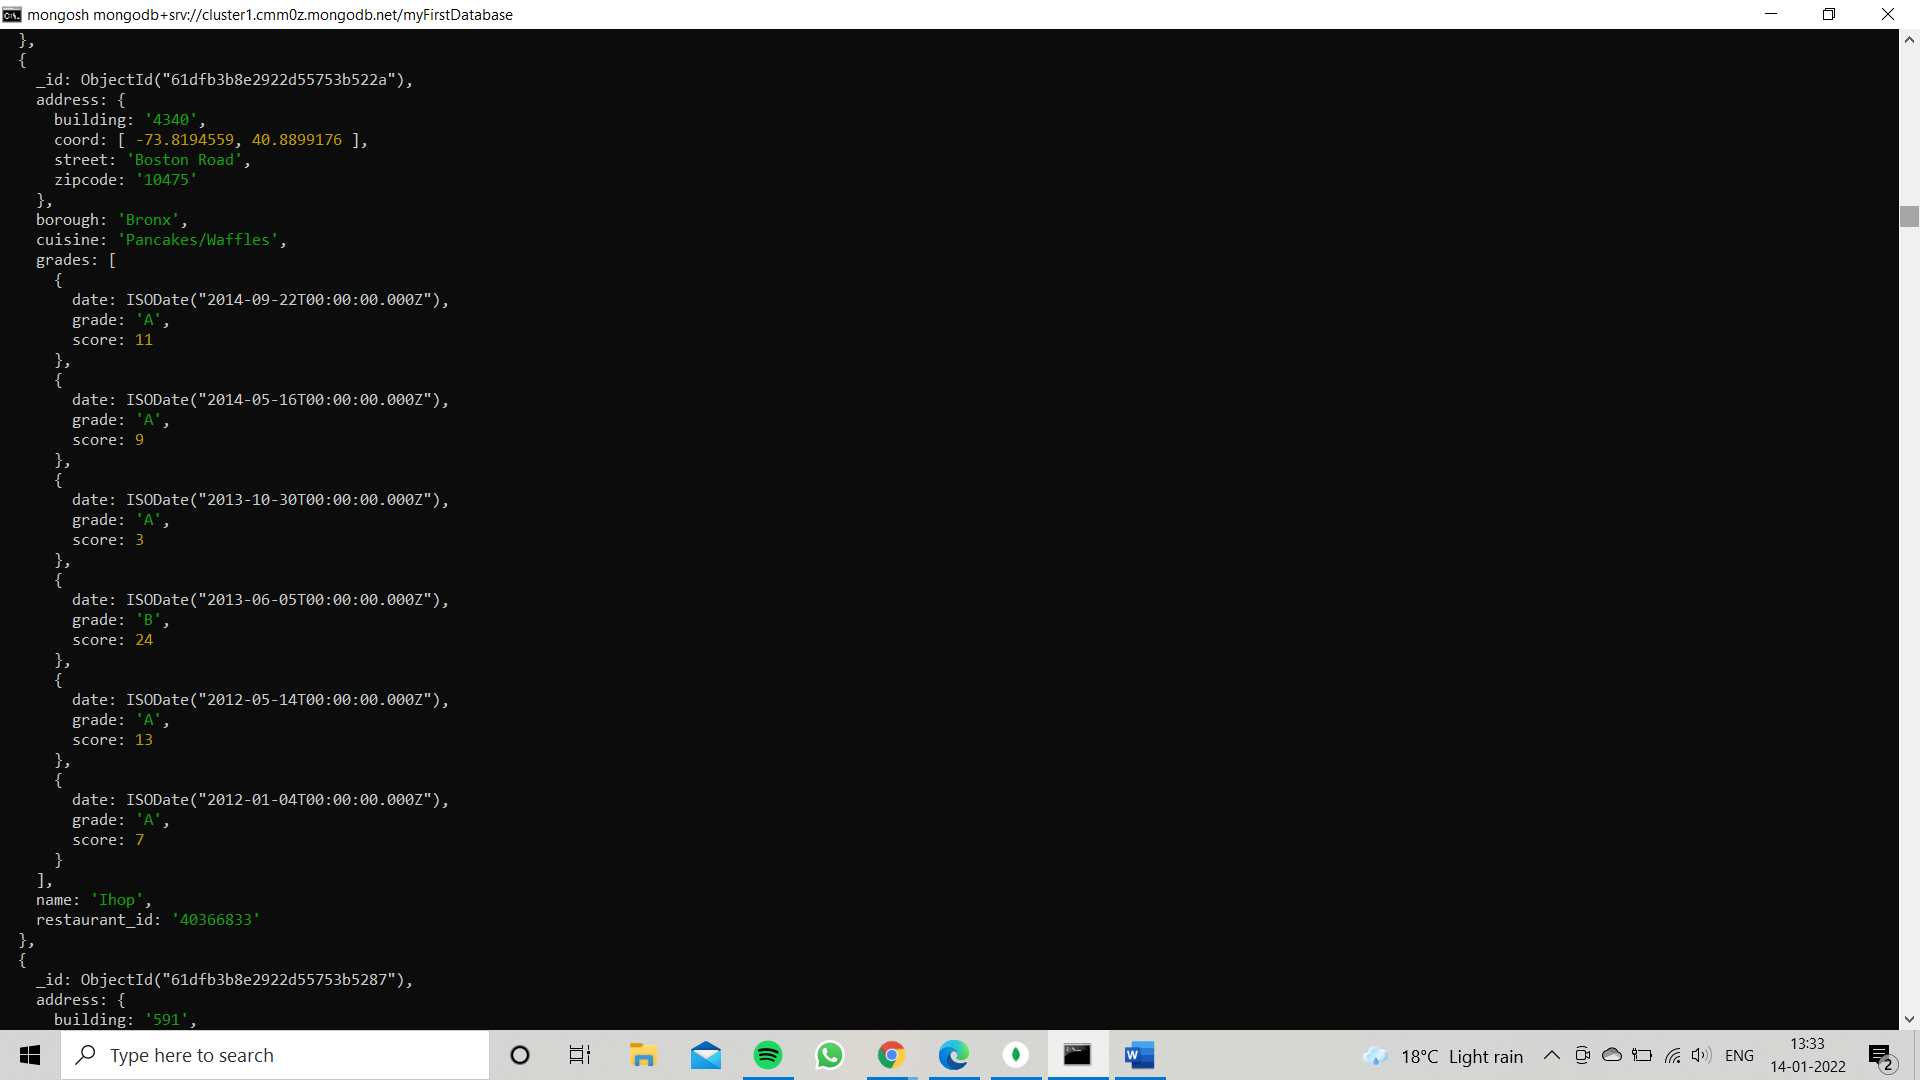 mongosh mongodb+srv://cluster1.cmm0z.mongodb.net/myFirstDatabase
},
{
_id: ObjectId("61dfb3b8e2922d55753b522a"),
address: {
building: '4340',
coord: [ -73.8194559, 40.8899176 ],
street: 'Boston Road',
zipcode: '10475'
},
borough: 'Bronx',
cuisine: 'Pancakes/Waffles',
grades: [
{
date: ISODate("2014-09-22T00:00:00.000Z"),
grade: 'A',
score: 11
},
{
date: ISODate("2014-05-16T00:00:00.000Z"),
grade: 'A',
score: 9
},
{
date: ISODate("2013-10-30T00:00:00.000Z"),
grade: 'A',
score: 3
},
{
date: ISODate("2013-06-05T00:00:00.000Z"),
grade: 'B',
score: 24
},
{
date: ISODate("2012-05-14T00:00:00.000Z"),
grade: 'A',
score: 13
},
{
date: ISODate("2012-01-04T00:00:00.000Z"),
grade: 'A',
score: 7
}
],
name: 'Ihop',
restaurant_id: '40366833'
},
{
_id: ObjectId("61dfb3b8e2922d55753b5287"),
address: {
building: '591',
Type here to search
18°C Light rain
ENG
13:33
14-01-2022
2